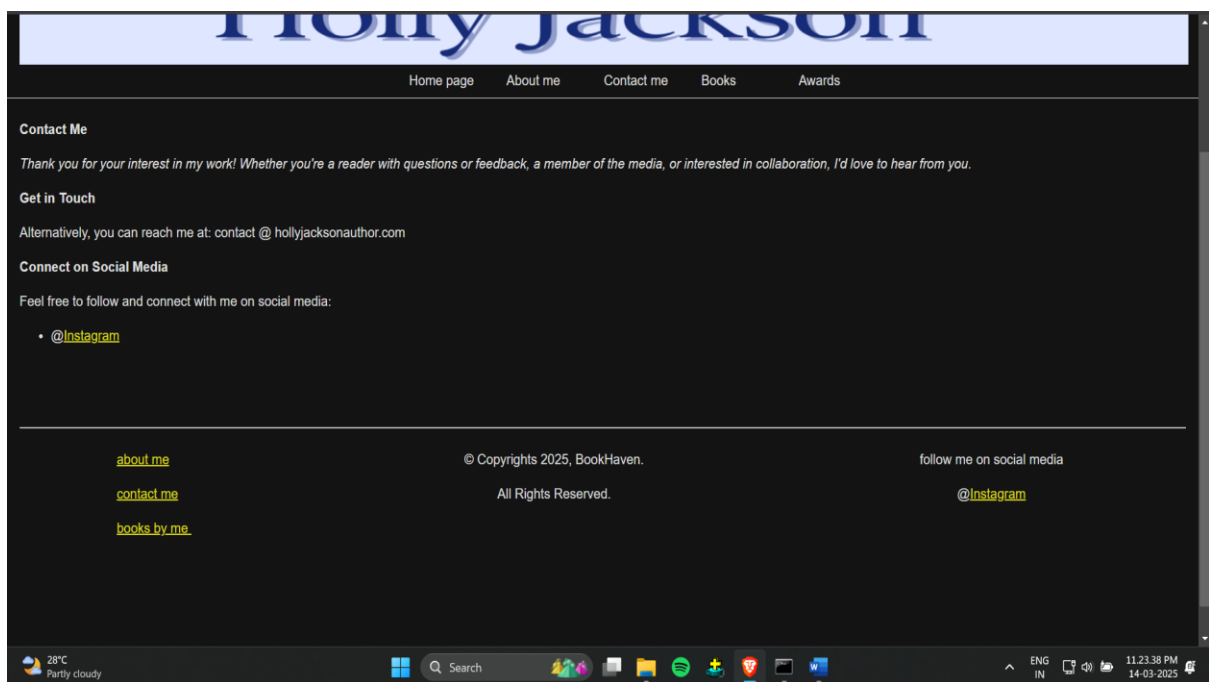 Holly Jackson
Home page About me Contact me Books Awards
Contact Me
Thank you for your interest in my work! Whether you're a reader with questions or feedback, a member of the media, or interested in collaboration, I'd love to hear from you.
Get in Touch
Alternatively, you can reach me at: contact @ hollyjacksonauthor.com
Connect on Social Media
Feel free to follow and connect with me on social media:
• @Instagram
about me © Copyrights 2025, BookHaven. follow me on social media
contact me All Rights Reserved. @Instagram
books by me
28°C
Partly cloudy
Search
ENG
IN
11.23.38 PM
14-03-2025